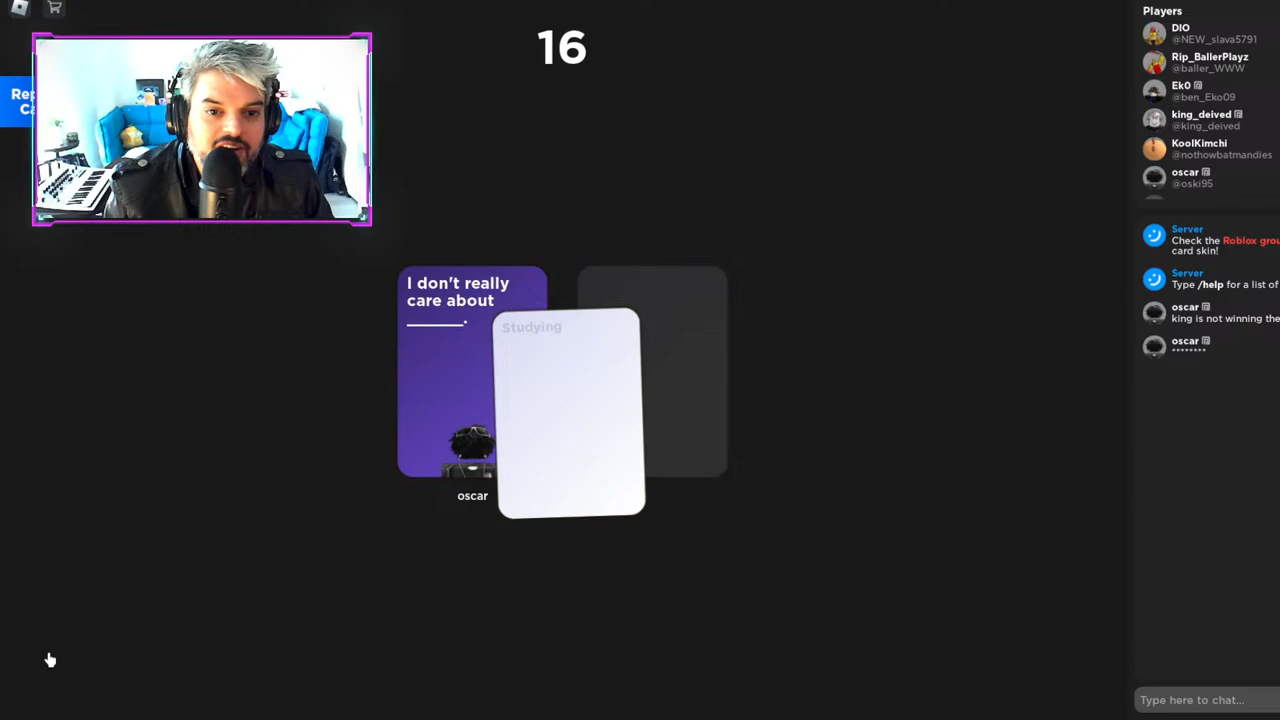 16
Players
DIO
@NEW_slava5791
Rip_BallerPlayz
@baller_WWW
Ek0
@ben_Eko09
king_deived
@king_deived
KoolKimchi
@nothowbatmandies
oscar
@oski95
Server
Check the Roblox grou
card skin!
Server
Type /help for a list of
oscar
king is not winning the
oscar
********
I don't really
care about
______.
Studying
oscar
Type here to chat...